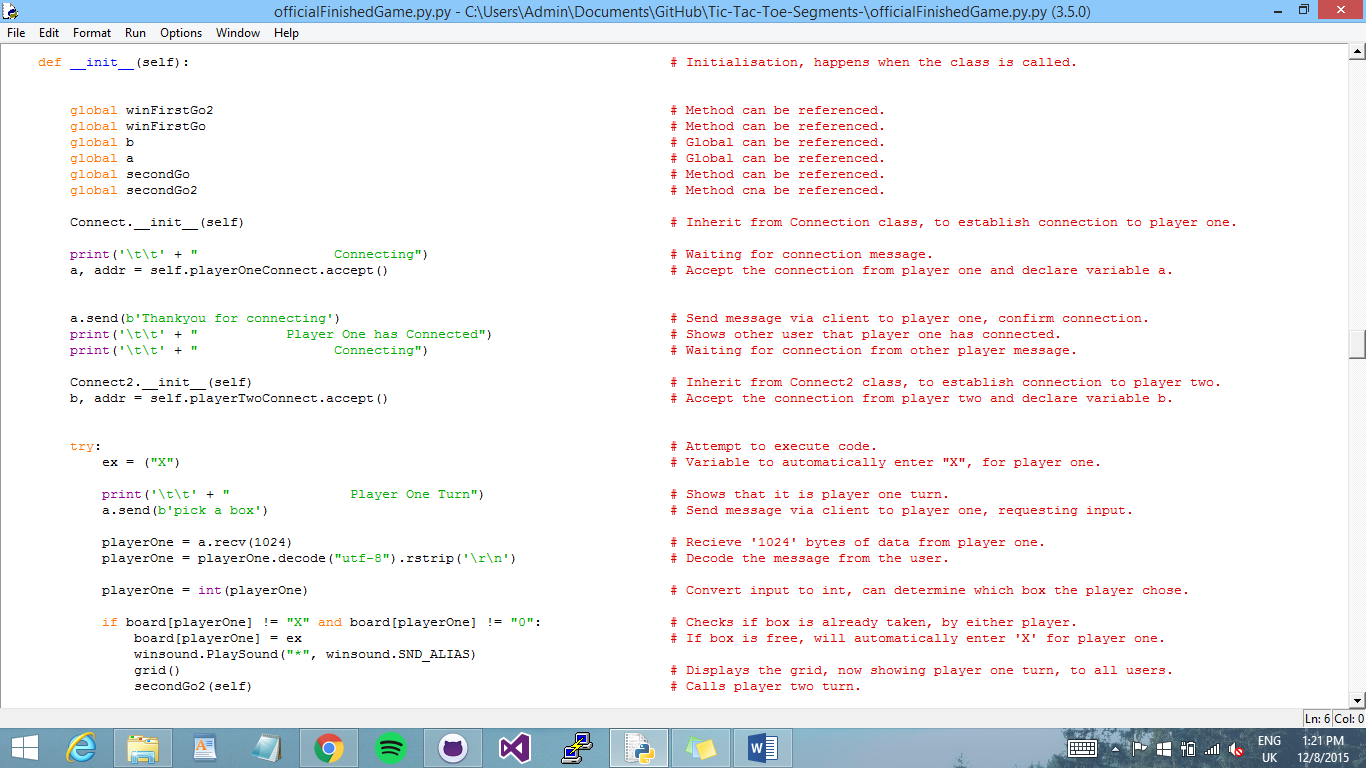 officialFinishedGame.py.py - C:\Users\Admin\Documents\GitHub\Tic-Tac-Toe-Segments-\officialFinishedGame.py.py (3.5.0)
File Edit Format Run Options Window Help
def __init__(self): # Initialisation, happens when the class is called.
global winFirstGo2 # Method can be referenced.
global winFirstGo # Method can be referenced.
global b # Global can be referenced.
global a # Global can be referenced.
global secondGo # Method can be referenced.
global secondGo2 # Method cna be referenced.
Connect.__init__(self) # Inherit from Connection class, to establish connection to player one.
print('\t\t' + "                 Connecting") # Waiting for connection message.
a, addr = self.playerOneConnect.accept() # Accept the connection from player one and declare variable a.
a.send(b'Thankyou for connecting') # Send message via client to player one, confirm connection.
print('\t\t' + "           Player One has Connected") # Shows other user that player one has connected.
print('\t\t' + "                 Connecting") # Waiting for connection from other player message.
Connect2.__init__(self) # Inherit from Connect2 class, to establish connection to player two.
b, addr = self.playerTwoConnect.accept() # Accept the connection from player two and declare variable b.
try: # Attempt to execute code.
ex = ("X") # Variable to automatically enter "X", for player one.
print('\t\t' + "               Player One Turn") # Shows that it is player one turn.
a.send(b'pick a box') # Send message via client to player one, requesting input.
playerOne = a.recv(1024) # Recieve '1024' bytes of data from player one.
playerOne = playerOne.decode("utf-8").rstrip('\r\n') # Decode the message from the user.
playerOne = int(playerOne) # Convert input to int, can determine which box the player chose.
if board[playerOne] != "X" and board[playerOne] != "0": # Checks if box is already taken, by either player.
board[playerOne] = ex # If box is free, will automatically enter 'X' for player one.
winsound.PlaySound("*", winsound.SND_ALIAS)
grid() # Displays the grid, now showing player one turn, to all users.
secondGo2(self) # Calls player two turn.
Ln: 6 Col: 0
ENG 1:21 PM
UK 12/8/2015